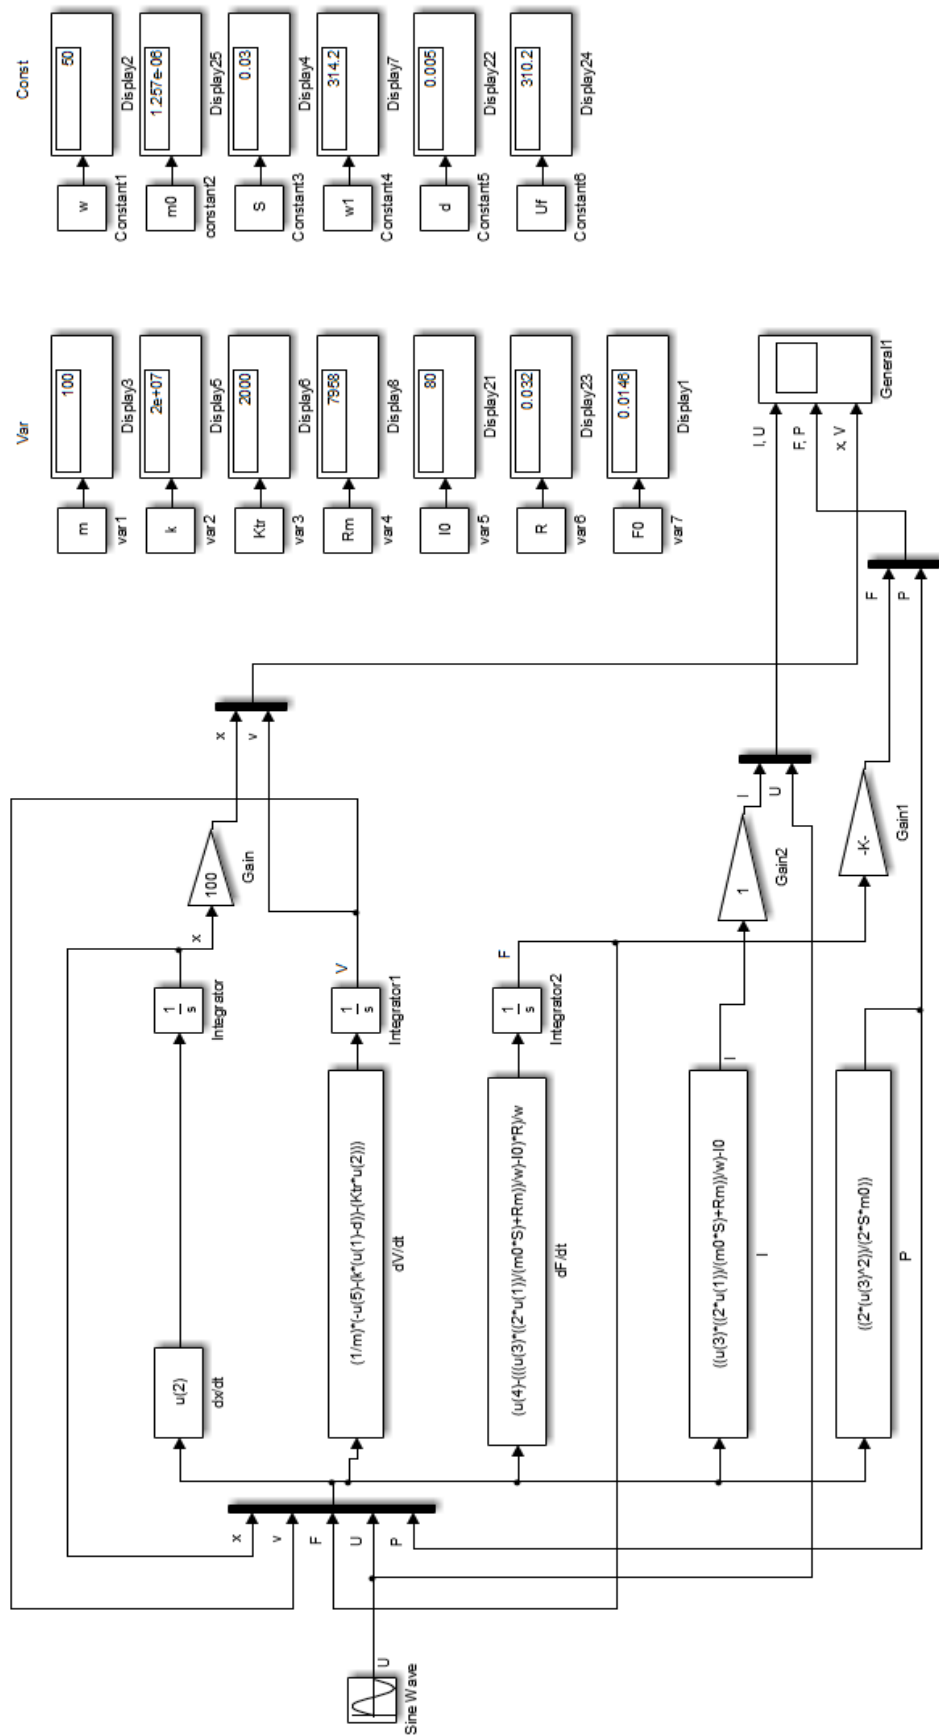 Const
w
50
Constant1
Display2
m0
1.257e-06
constant2
Display25
S
0.03
Constant3
Display4
w1
314.2
Constant4
Display7
d
0.005
Constant5
Display22
Uf
310.2
Constant6
Display24
Var
m
100
var1
Display3
k
2e+07
var2
Display5
Ktr
2000
var3
Display6
Rm
7958
var4
Display8
I0
80
var5
Display21
R
0.032
var6
Display23
F0
0.0146
var7
Display1
U
Sine Wave
x
v
F
U
P
u(2)
dx/dt
1
s
Integrator
x
100
Gain
x
v
(1/m)*(-u(5)-(k*(u(1)-d))-(Ktr*u(2)))
dV/dt
1
s
Integrator1
V
(u(4)-(((u(3)*((2*u(1))/(m0*S)+Rm))/w)-I0)*R)/w
dF/dt
1
s
Integrator2
F
((u(3)*((2*u(1))/(m0*S)+Rm))/w)-I0
I
I
1
Gain2
I
U
((2*(u(3)^2))/(2*S*m0))
P
-K-
Gain1
F
P
I, U
F, P
x, V
General1